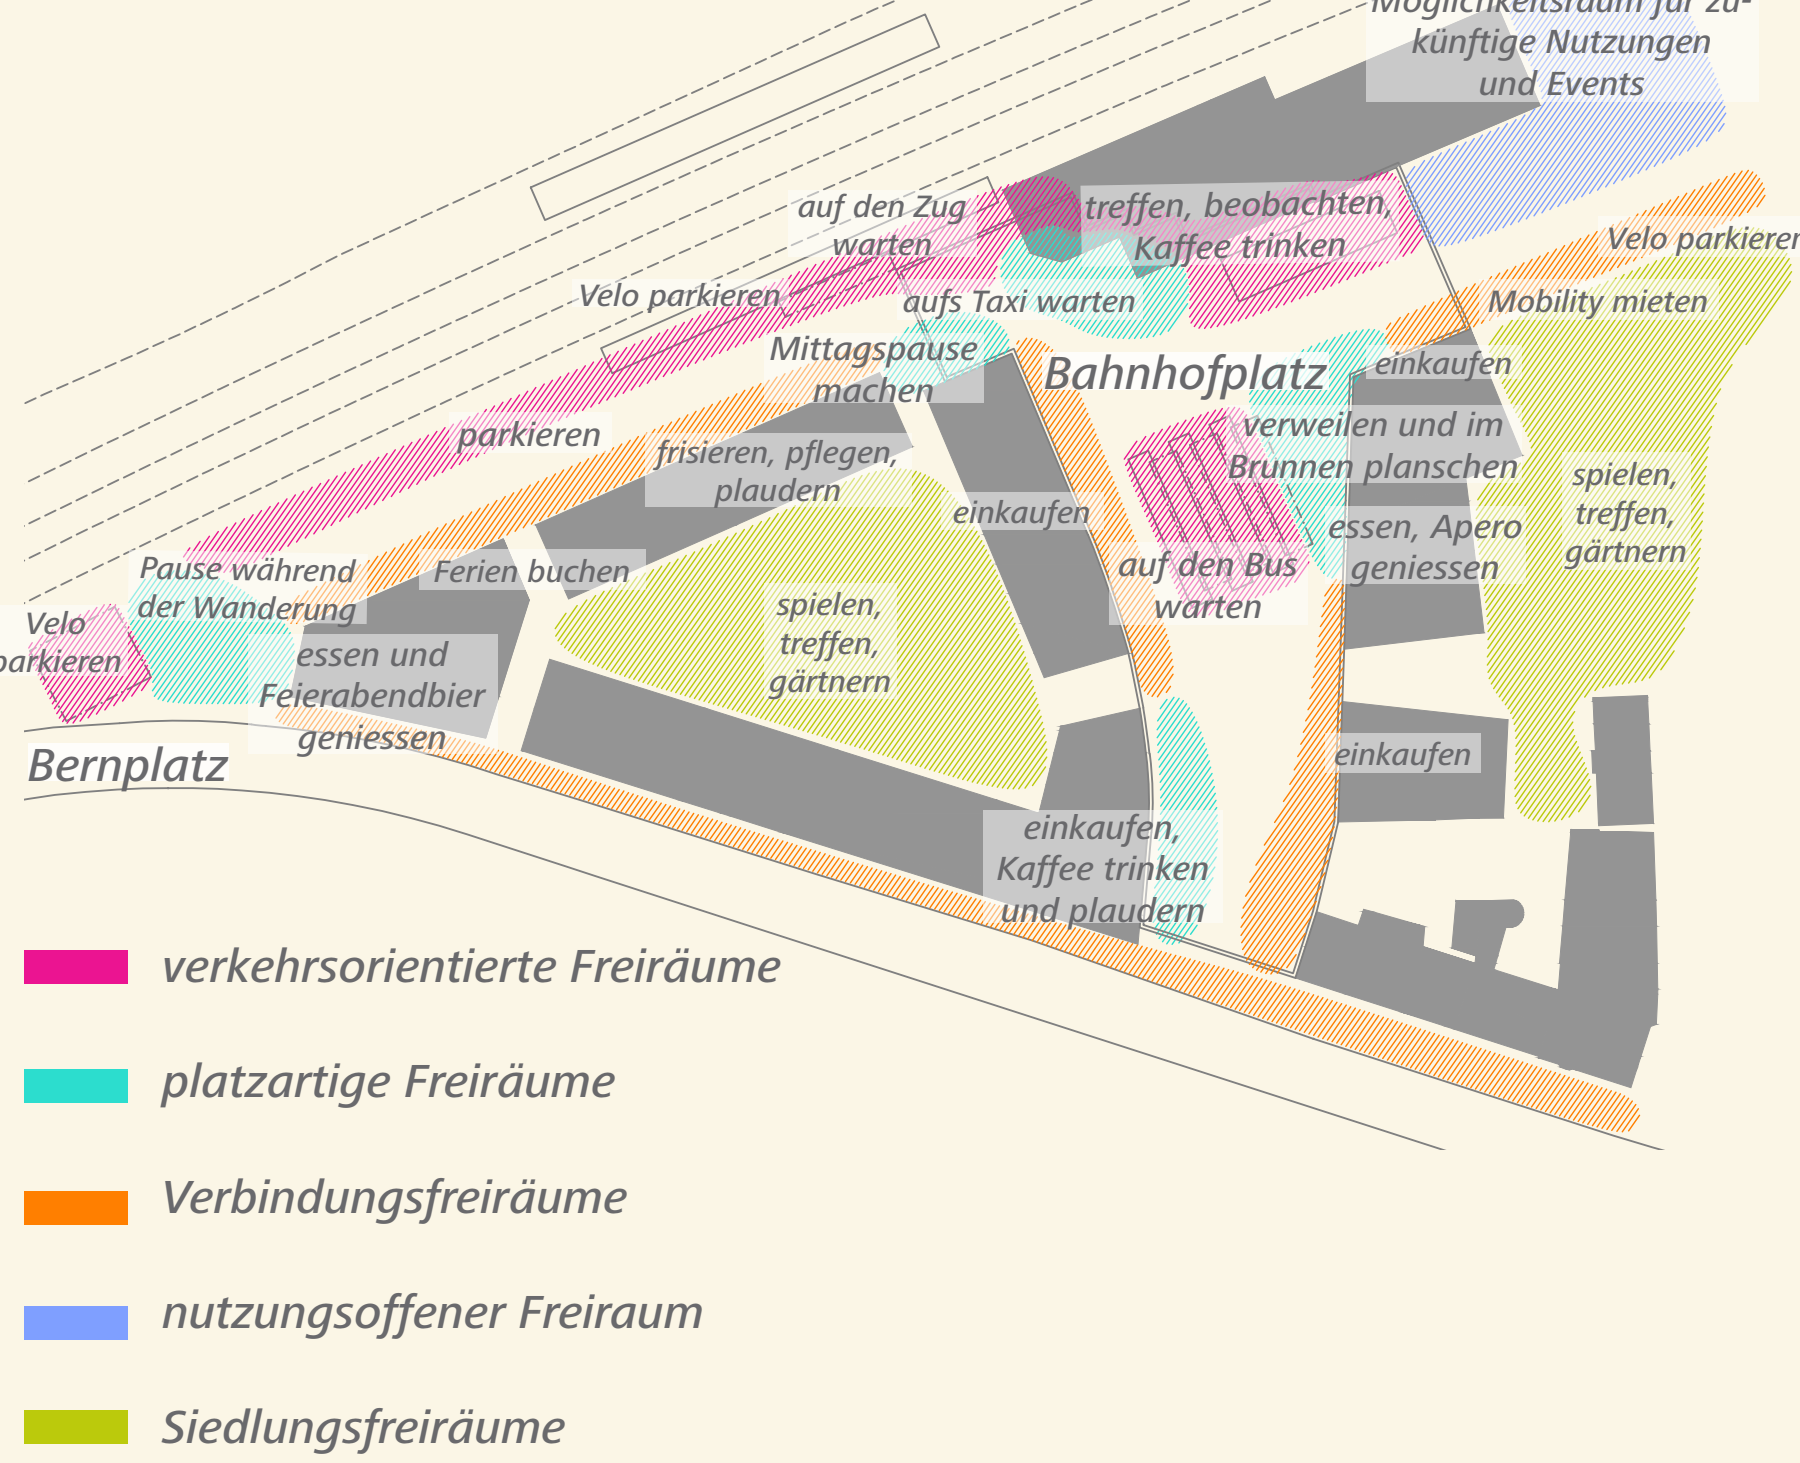 Möglichkeitsraum für zu-
künftige Nutzungen
und Events
auf den Zug
warten
treffen, beobachten,
Kaffee trinken
Velo parkieren
Velo parkieren
aufs Taxi warten
Mobility mieten
Mittagspause
machen
Bahnhofplatz
einkaufen
parkieren
frisieren, pflegen,
plaudern
verweilen und im
Brunnen planschen
spielen,
treffen,
gärtnern
einkaufen
essen, Apero
geniessen
Pause während
der Wanderung
Ferien buchen
auf den Bus
warten
Velo
parkieren
spielen,
treffen,
gärtnern
essen und
Feierabendbier
geniessen
einkaufen
Bernplatz
einkaufen,
Kaffee trinken
und plaudern
verkehrsorientierte Freiräume
platzartige Freiräume
Verbindungsfreiräume
nutzungsoffener Freiraum
Siedlungsfreiräume